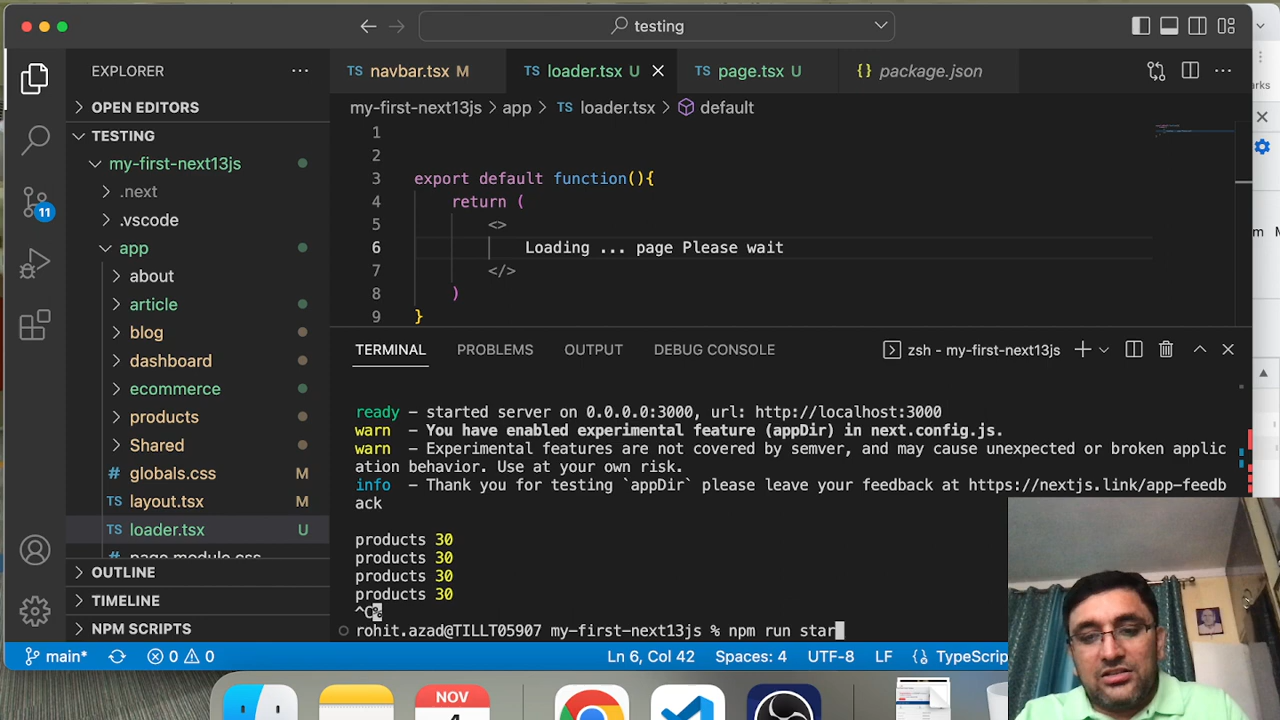 testing
EXPLORER
OPEN EDITORS
TESTING
my-first-next13js
.next
.vscode
app
about
article
blog
dashboard
ecommerce
products
Shared
globals.css M
layout.tsx M
loader.tsx U
page.module.css
OUTLINE
TIMELINE
NPM SCRIPTS
11
navbar.tsx M
loader.tsx U
page.tsx U
package.json
my-first-next13js > app > TS loader.tsx > default
1
2
3 export default function(){
4 return (
5 <>
6 Loading ... page Please wait
7 </>
8 )
9 }
TERMINAL PROBLEMS OUTPUT DEBUG CONSOLE zsh - my-first-next13js
ready - started server on 0.0.0.0:3000, url: http://localhost:3000
warn - You have enabled experimental feature (appDir) in next.config.js.
warn - Experimental features are not covered by semver, and may cause unexpected or broken applic
ation behavior. Use at your own risk.
info - Thank you for testing `appDir` please leave your feedback at https://nextjs.link/app-feedb
ack
products 30
products 30
products 30
products 30
^C%
rohit.azad@TILLT05907 my-first-next13js % npm run star
main* 0 0 Ln 6, Col 42 Spaces: 4 UTF-8 LF {} TypeScrip
NOV